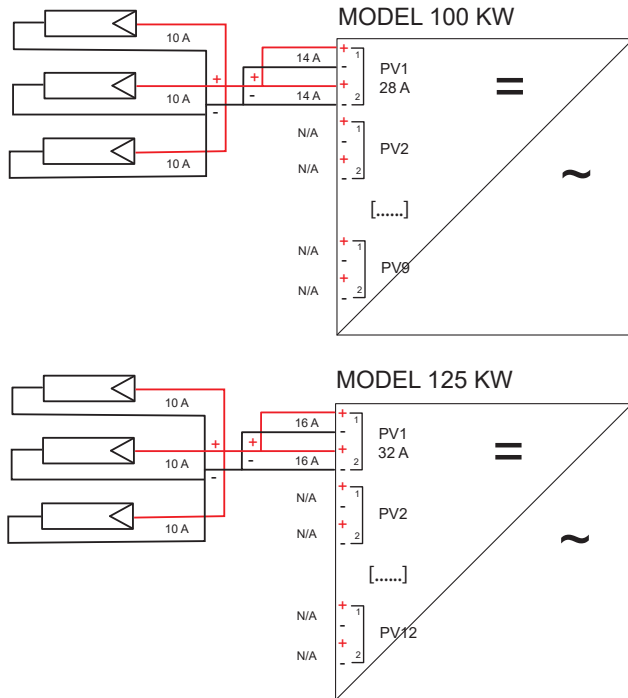 MODEL 100 KW
10 A
+
+
14 A
+
1
-
PV1
28 A
=
+
10 A
-
14 A
+
2
-
-
10 A
N/A
+
1
-
PV2
N/A
+
2
-
~
[......]
N/A
+
1
-
PV9
N/A
+
2
-
MODEL 125 KW
10 A
+
+
16 A
+
1
-
PV1
32 A
=
10 A
-
16 A
+
2
-
-
10 A
N/A
+
1
-
PV2
N/A
+
2
-
~
[......]
N/A
+
1
-
PV12
N/A
+
2
-